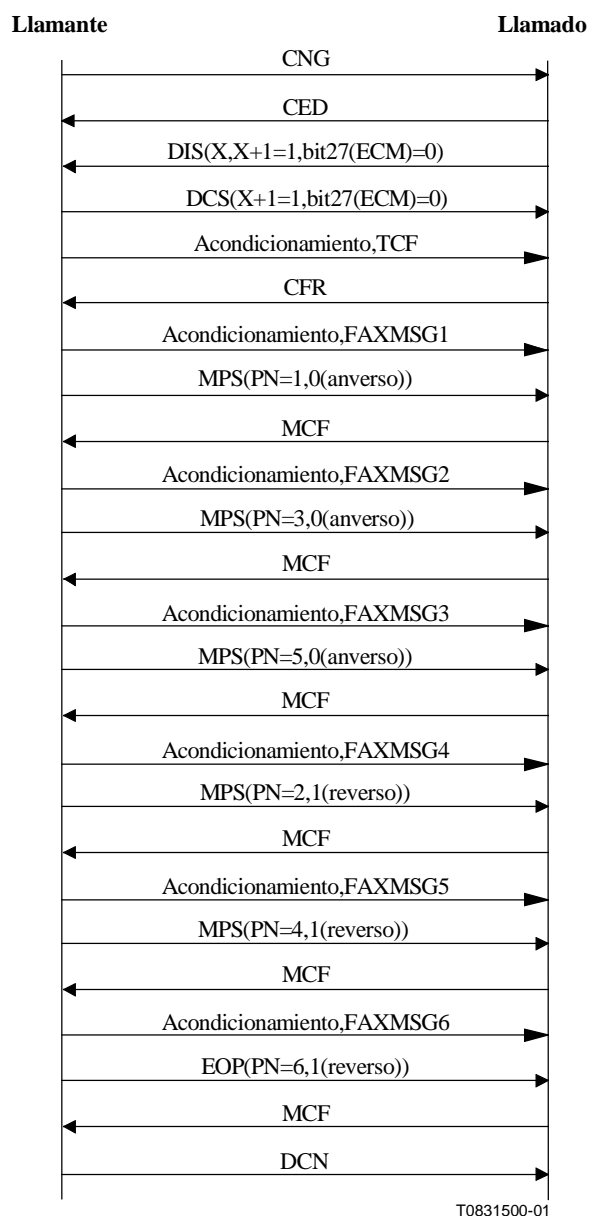 Llamante Llamado
CNG
CED
DIS(X,X+1=1,bit27(ECM)=0)
DCS(X+1=1,bit27(ECM)=0)
Acondicionamiento,TCF
CFR
Acondicionamiento,FAXMSG1
MPS(PN=1,0(anverso))
MCF
Acondicionamiento,FAXMSG2
MPS(PN=3,0(anverso))
MCF
Acondicionamiento,FAXMSG3
MPS(PN=5,0(anverso))
MCF
Acondicionamiento,FAXMSG4
MPS(PN=2,1(reverso))
MCF
Acondicionamiento,FAXMSG5
MPS(PN=4,1(reverso))
MCF
Acondicionamiento,FAXMSG6
EOP(PN=6,1(reverso))
MCF
DCN
T0831500-01